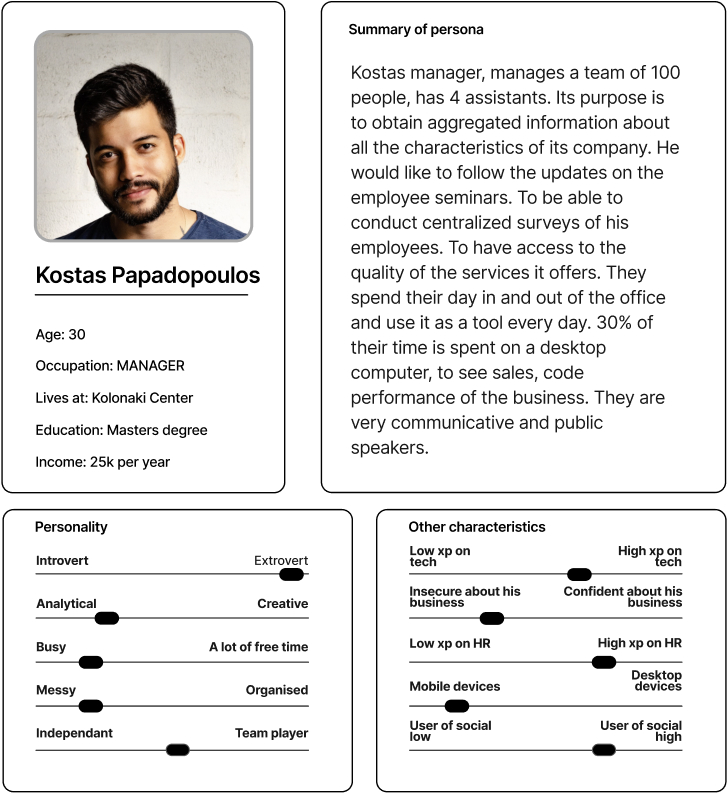 Kostas Papadopoulos
Age: 30
Occupation: MANAGER
Lives at: Kolonaki Center
Education: Masters degree
Income: 25k per year
Summary of persona
Kostas manager, manages a team of 100
people, has 4 assistants. Its purpose is
to obtain aggregated information about
all the characteristics of its company. He
would like to follow the updates on the
employee seminars. To be able to
conduct centralized surveys of his
employees. To have access to the
quality of the services it offers. They
spend their day in and out of the office
and use it as a tool every day. 30% of
their time is spent on a desktop
computer, to see sales, code
performance of the business. They are
very communicative and public
speakers.
Personality
Introvert Extrovert
Analytical Creative
Busy A lot of free time
Messy Organised
Independant Team player
Other characteristics
Low xp on High xp on
tech tech
Insecure about his Confident about his
business business
Low xp on HR High xp on HR
Desktop
Mobile devices devices
User of social User of social
low high